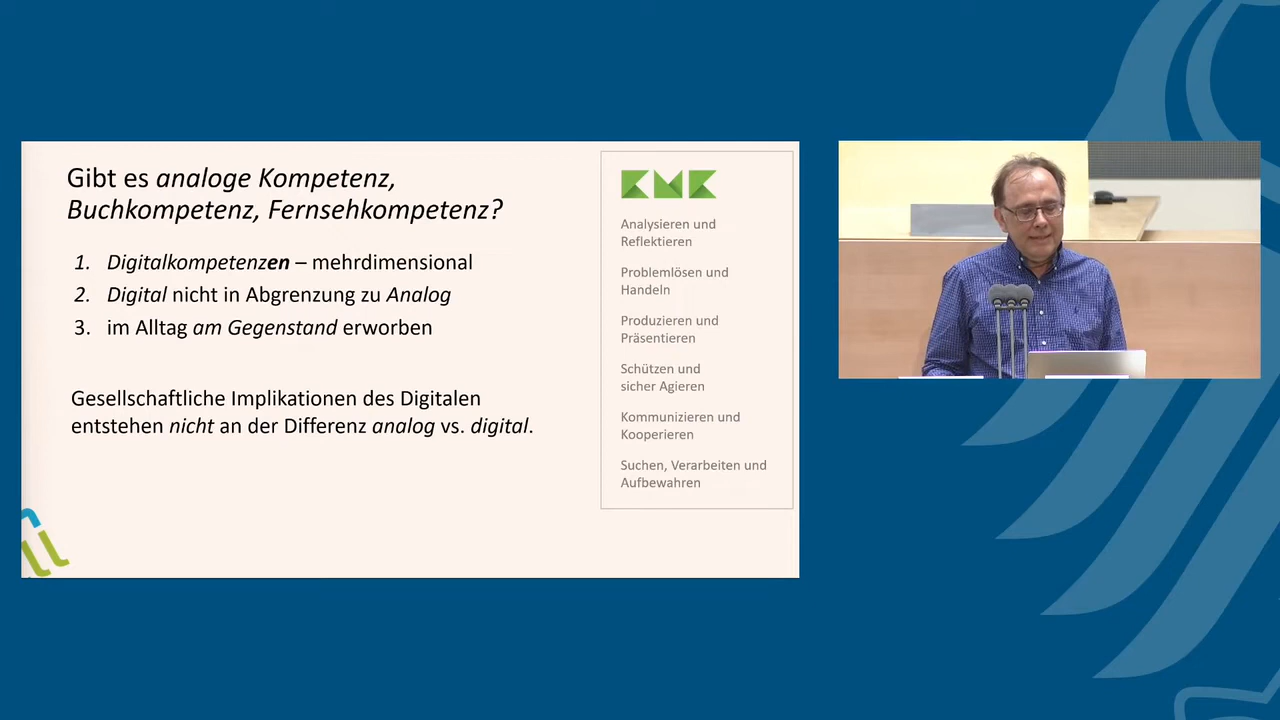 Gibt es analoge Kompetenz,
Buchkompetenz, Fernsehkompetenz?
1. Digitalkompetenzen – mehrdimensional
2. Digital nicht in Abgrenzung zu Analog
3. im Alltag am Gegenstand erworben
Gesellschaftliche Implikationen des Digitalen
entstehen nicht an der Differenz analog vs. digital.
KMK
Analysieren und
Reflektieren
Problemlösen und
Handeln
Produzieren und
Präsentieren
Schützen und
sicher Agieren
Kommunizieren und
Kooperieren
Suchen, Verarbeiten und
Aufbewahren